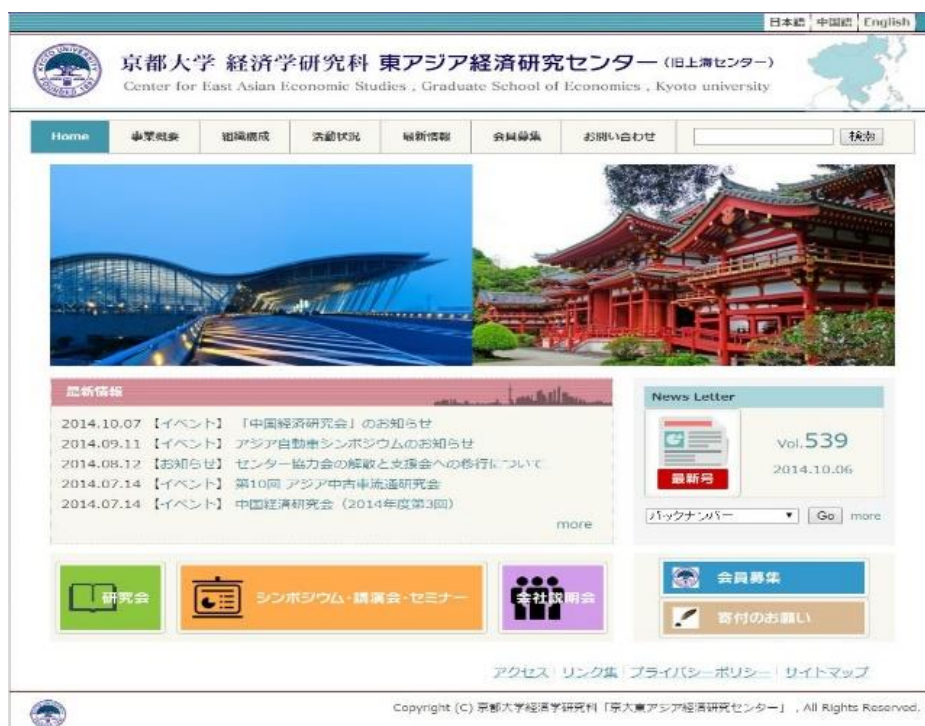 日本語 中国語 English
京都大学 経済学研究科 東アジア経済研究センター (旧上海センター)
Center for East Asian Economic Studies , Graduate School of Economics , Kyoto university
Home 事業概要 組織構成 活動状況 最新情報 会員募集 お問い合わせ 検索
最新情報
2014.10.07 【イベント】 「中国経済研究会」のお知らせ
2014.09.11 【イベント】 アジア自動車シンポジウムのお知らせ
2014.08.12 【お知らせ】 センター協力会の解散と支援会への移行について
2014.07.14 【イベント】 第10回 アジア中古車流通研究会
2014.07.14 【イベント】 中国経済研究会（2014年度第3回）
more
News Letter
最新号
Vol.539
2014.10.06
バックナンバー Go more
研究会
シンポジウム・講演会・セミナー
会社説明会
会員募集
寄付のお願い
アクセス リンク集 プライバシーポリシー サイトマップ
Copyright (C) 京都大学経済学研究科「京大東アジア経済研究センター」 , All Rights Reserved.